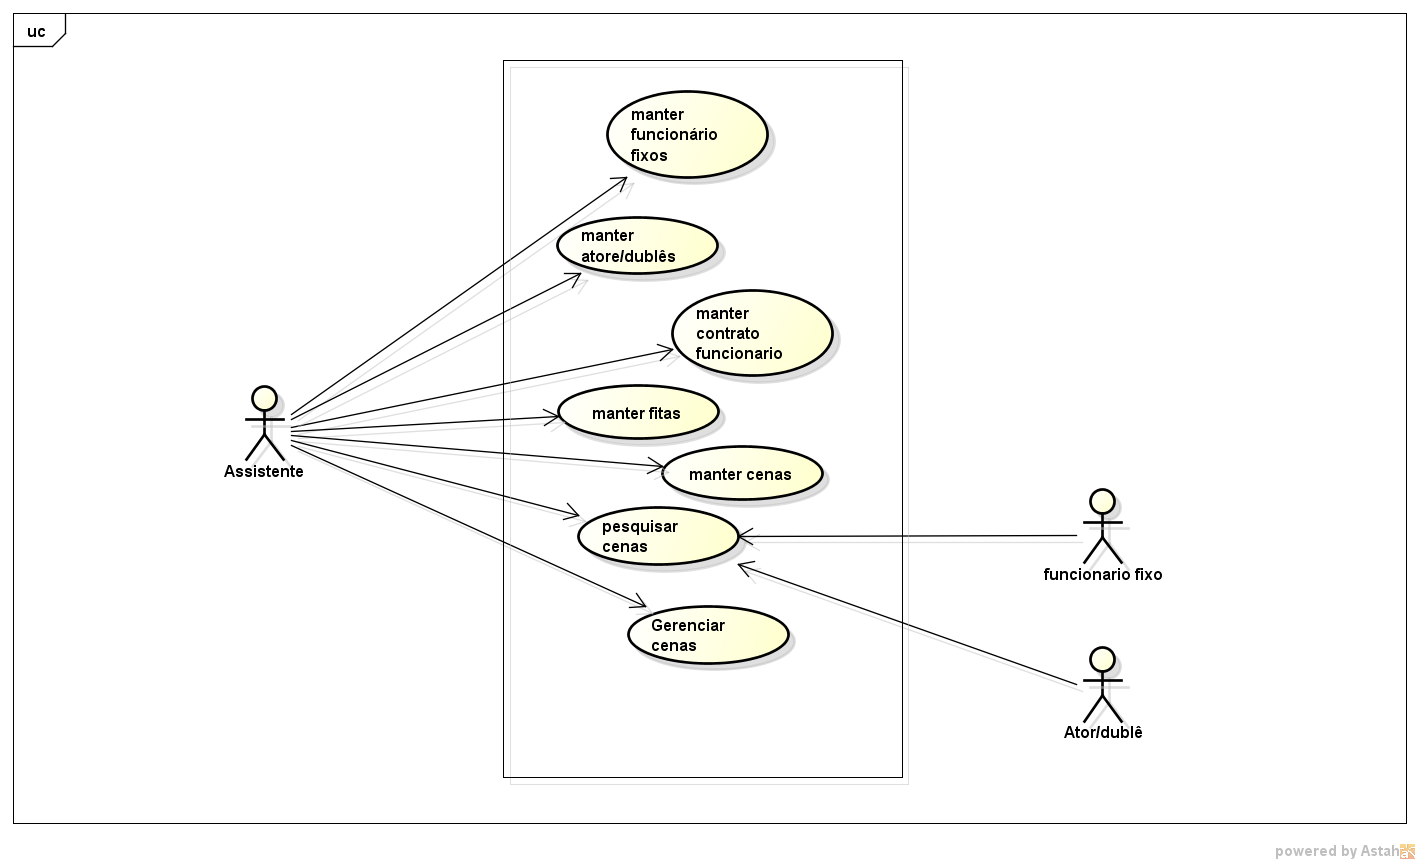 uc
manter
funcionário
fixos
manter
atore/dublês
manter
contrato
funcionario
manter fitas
manter cenas
pesquisar
cenas
Gerenciar
cenas
Assistente
funcionario fixo
Ator/dublê
powered by Astah